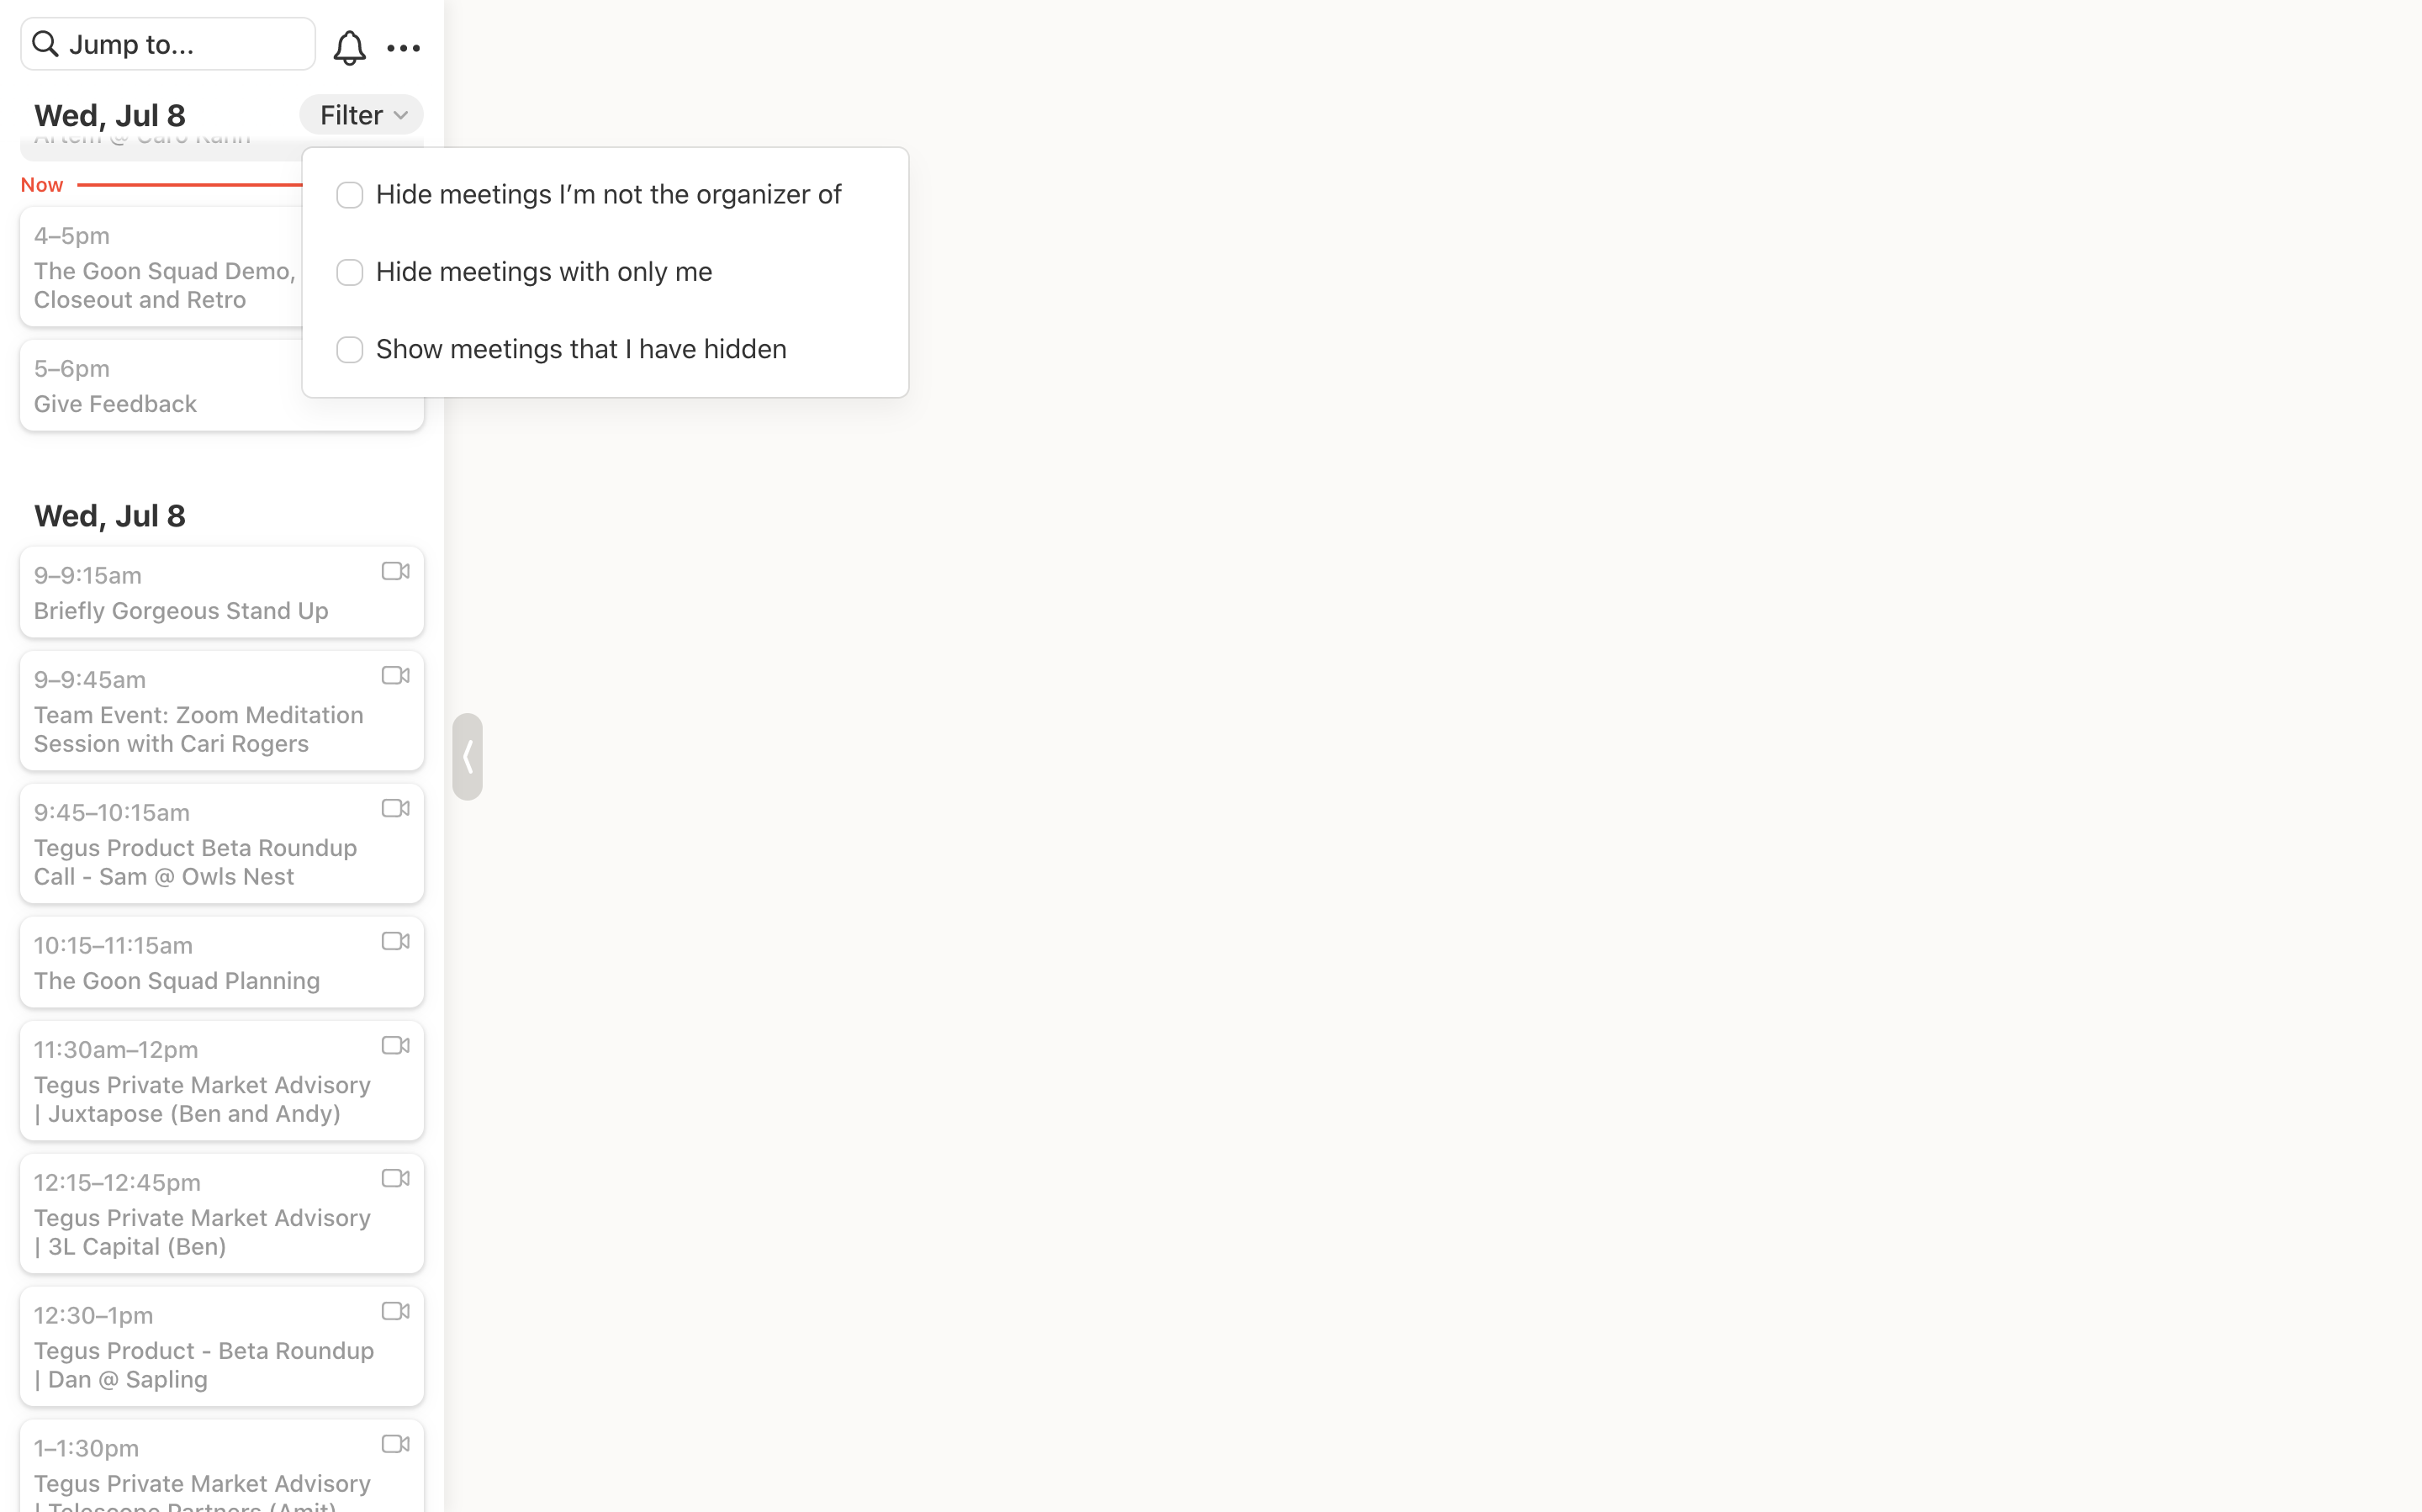 Jump to...
Wed, Jul 8
Filter
Now
Hide meetings I’m not the organizer of
Hide meetings with only me
Show meetings that I have hidden
4–5pm
The Goon Squad Demo,
Closeout and Retro
5–6pm
Give Feedback
Wed, Jul 8
9–9:15am
Briefly Gorgeous Stand Up
9–9:45am
Team Event: Zoom Meditation
Session with Cari Rogers
9:45–10:15am
Tegus Product Beta Roundup
Call - Sam @ Owls Nest
10:15–11:15am
The Goon Squad Planning
11:30am–12pm
Tegus Private Market Advisory
| Juxtapose (Ben and Andy)
12:15–12:45pm
Tegus Private Market Advisory
| 3L Capital (Ben)
12:30–1pm
Tegus Product - Beta Roundup
| Dan @ Sapling
1–1:30pm
Tegus Private Market Advisory
| Telescope Partners (Amit)